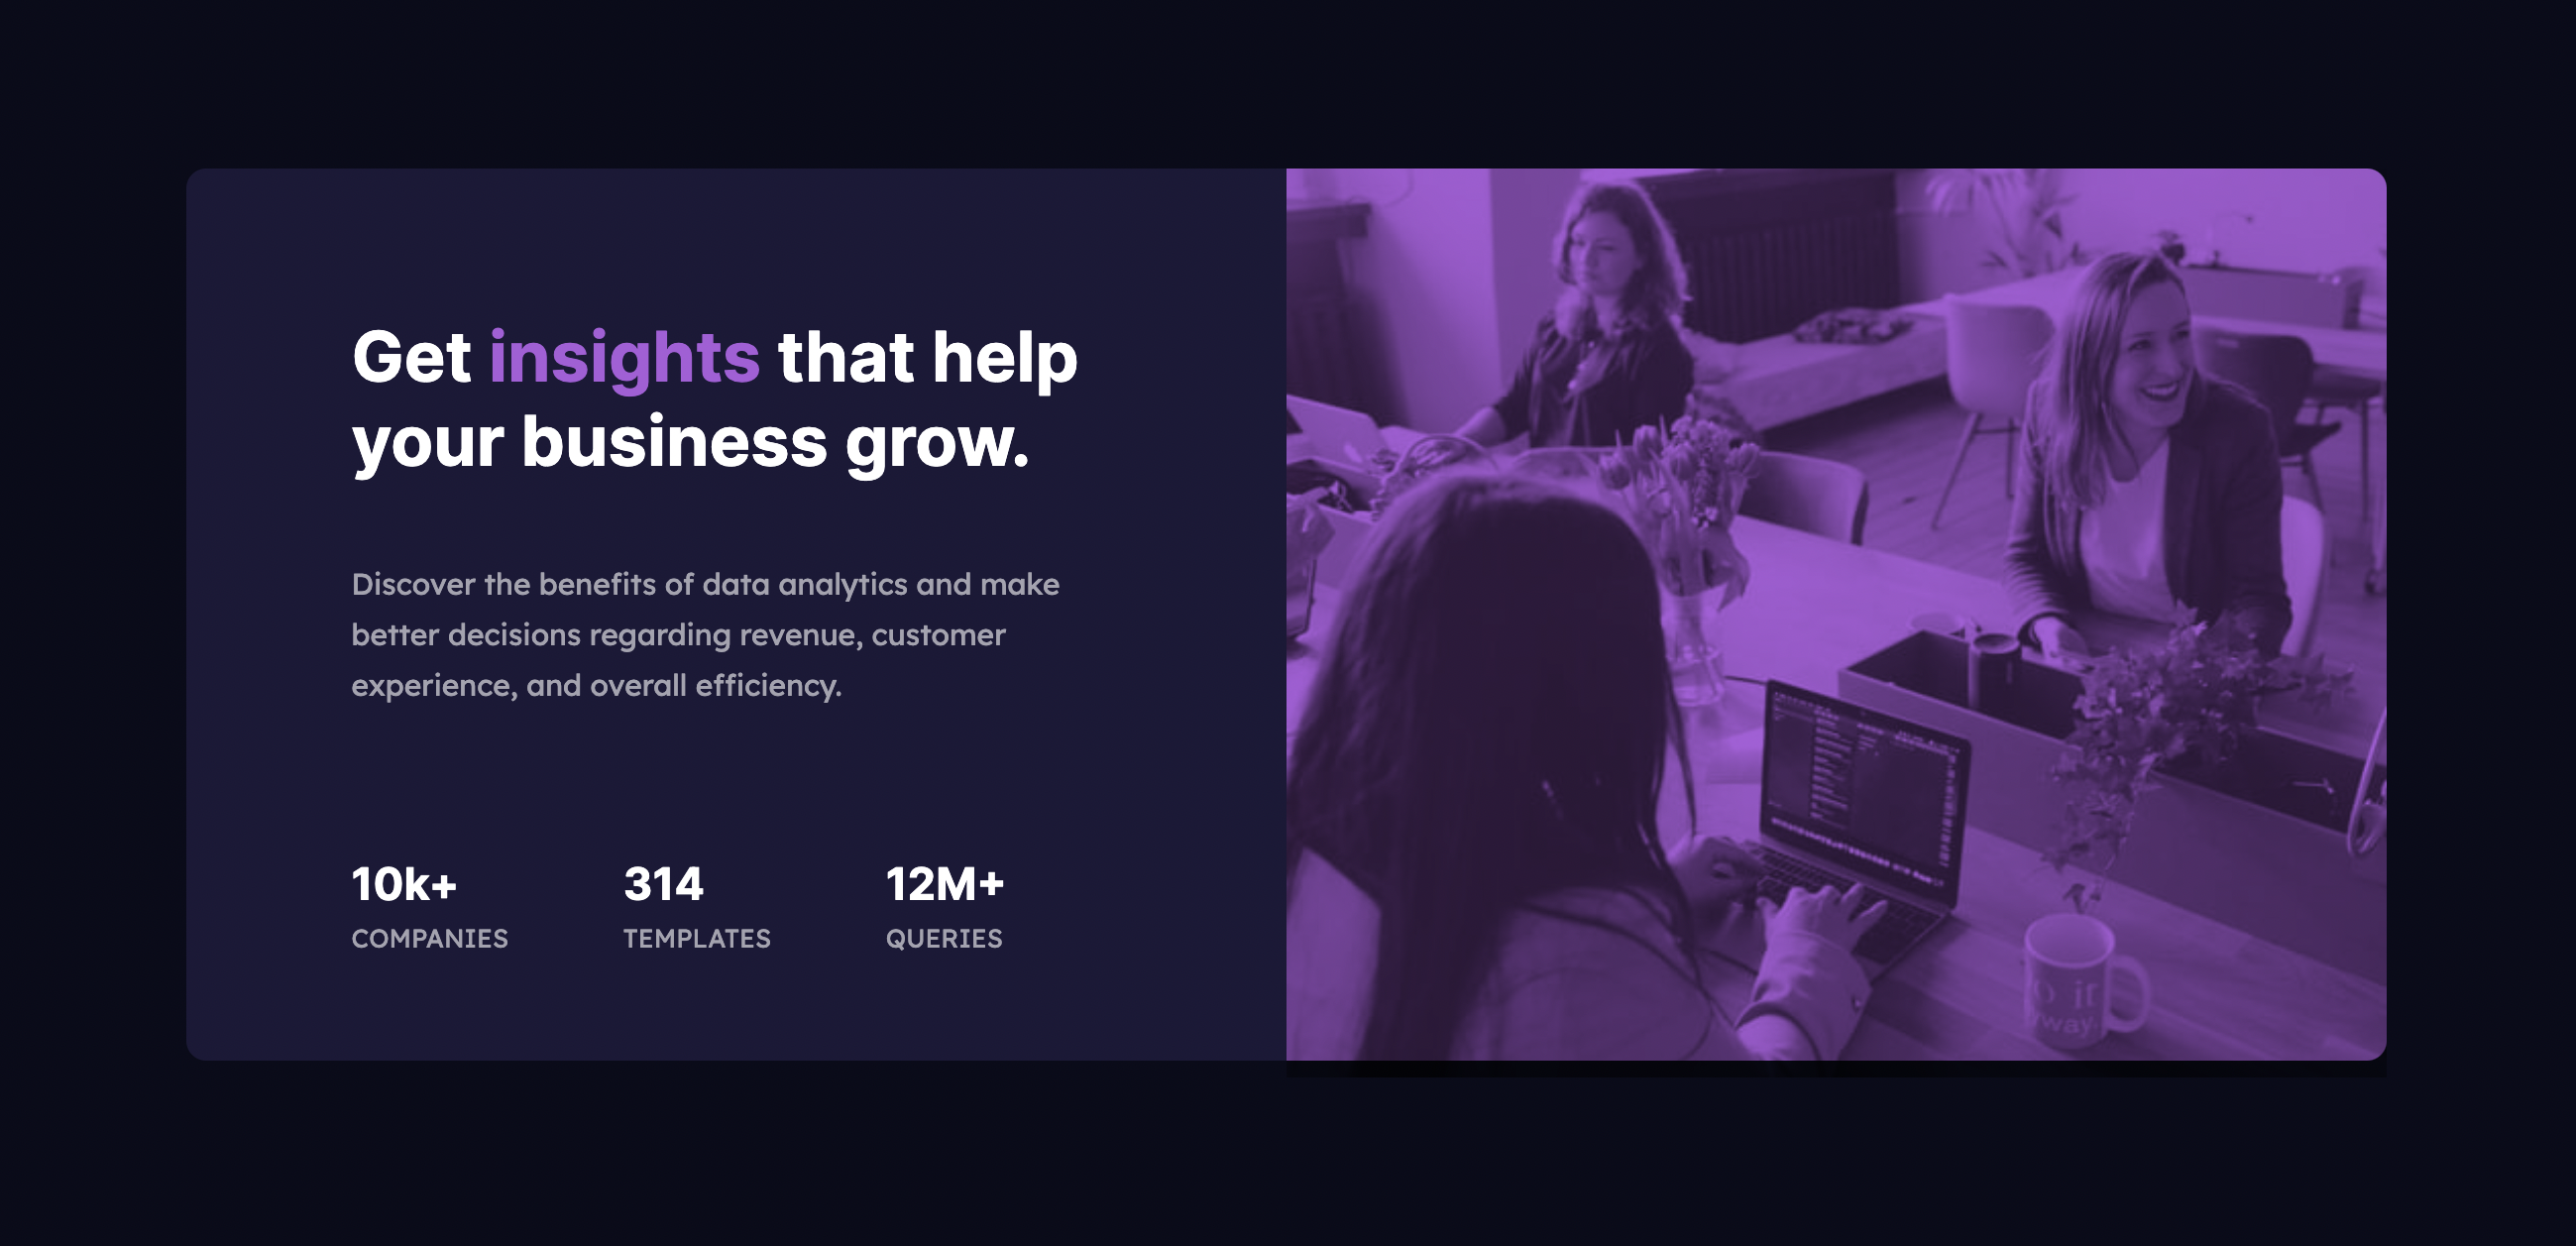 Get insights that help
your business grow.
Discover the benefits of data analytics and make
better decisions regarding revenue, customer
experience, and overall efficiency.
10k+
COMPANIES
314
TEMPLATES
12M+
QUERIES